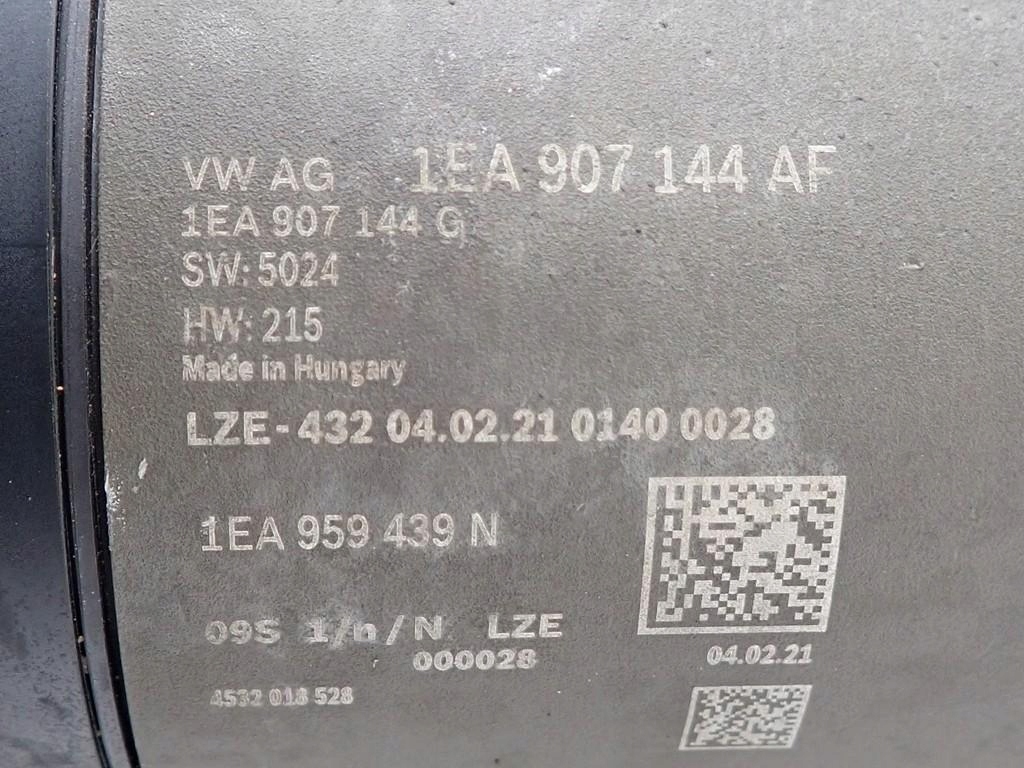 VW AG 1EA 907 144 AF
1EA 907 144 G
SW: 5024
HW: 215
Made in Hungary
LZE-432 04.02.21 0140 0028
1EA 959 439 N
09S 1/n/N LZE
000028
04.02.21
4532 018 528